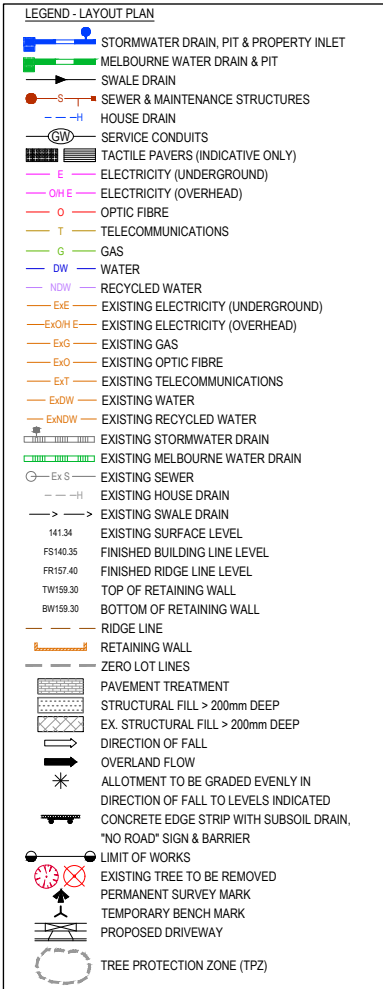 LEGEND - LAYOUT PLAN
STORMWATER DRAIN, PIT & PROPERTY INLET
MELBOURNE WATER DRAIN & PIT
SWALE DRAIN
S SEWER & MAINTENANCE STRUCTURES
H HOUSE DRAIN
GW SERVICE CONDUITS
TACTILE PAVERS (INDICATIVE ONLY)
E ELECTRICITY (UNDERGROUND)
O/H E ELECTRICITY (OVERHEAD)
O OPTIC FIBRE
T TELECOMMUNICATIONS
G GAS
DW WATER
NDW RECYCLED WATER
ExE EXISTING ELECTRICITY (UNDERGROUND)
ExO/H E EXISTING ELECTRICITY (OVERHEAD)
ExG EXISTING GAS
ExO EXISTING OPTIC FIBRE
ExT EXISTING TELECOMMUNICATIONS
ExDW EXISTING WATER
ExNDW EXISTING RECYCLED WATER
EXISTING STORMWATER DRAIN
EXISTING MELBOURNE WATER DRAIN
Ex S EXISTING SEWER
H EXISTING HOUSE DRAIN
EXISTING SWALE DRAIN
141.34 EXISTING SURFACE LEVEL
FS140.35 FINISHED BUILDING LINE LEVEL
FR157.40 FINISHED RIDGE LINE LEVEL
TW159.30 TOP OF RETAINING WALL
BW159.30 BOTTOM OF RETAINING WALL
RIDGE LINE
RETAINING WALL
ZERO LOT LINES
PAVEMENT TREATMENT
STRUCTURAL FILL > 200mm DEEP
EX. STRUCTURAL FILL > 200mm DEEP
DIRECTION OF FALL
OVERLAND FLOW
ALLOTMENT TO BE GRADED EVENLY IN
DIRECTION OF FALL TO LEVELS INDICATED
CONCRETE EDGE STRIP WITH SUBSOIL DRAIN,
"NO ROAD" SIGN & BARRIER
LIMIT OF WORKS
EXISTING TREE TO BE REMOVED
PERMANENT SURVEY MARK
TEMPORARY BENCH MARK
PROPOSED DRIVEWAY
TREE PROTECTION ZONE (TPZ)